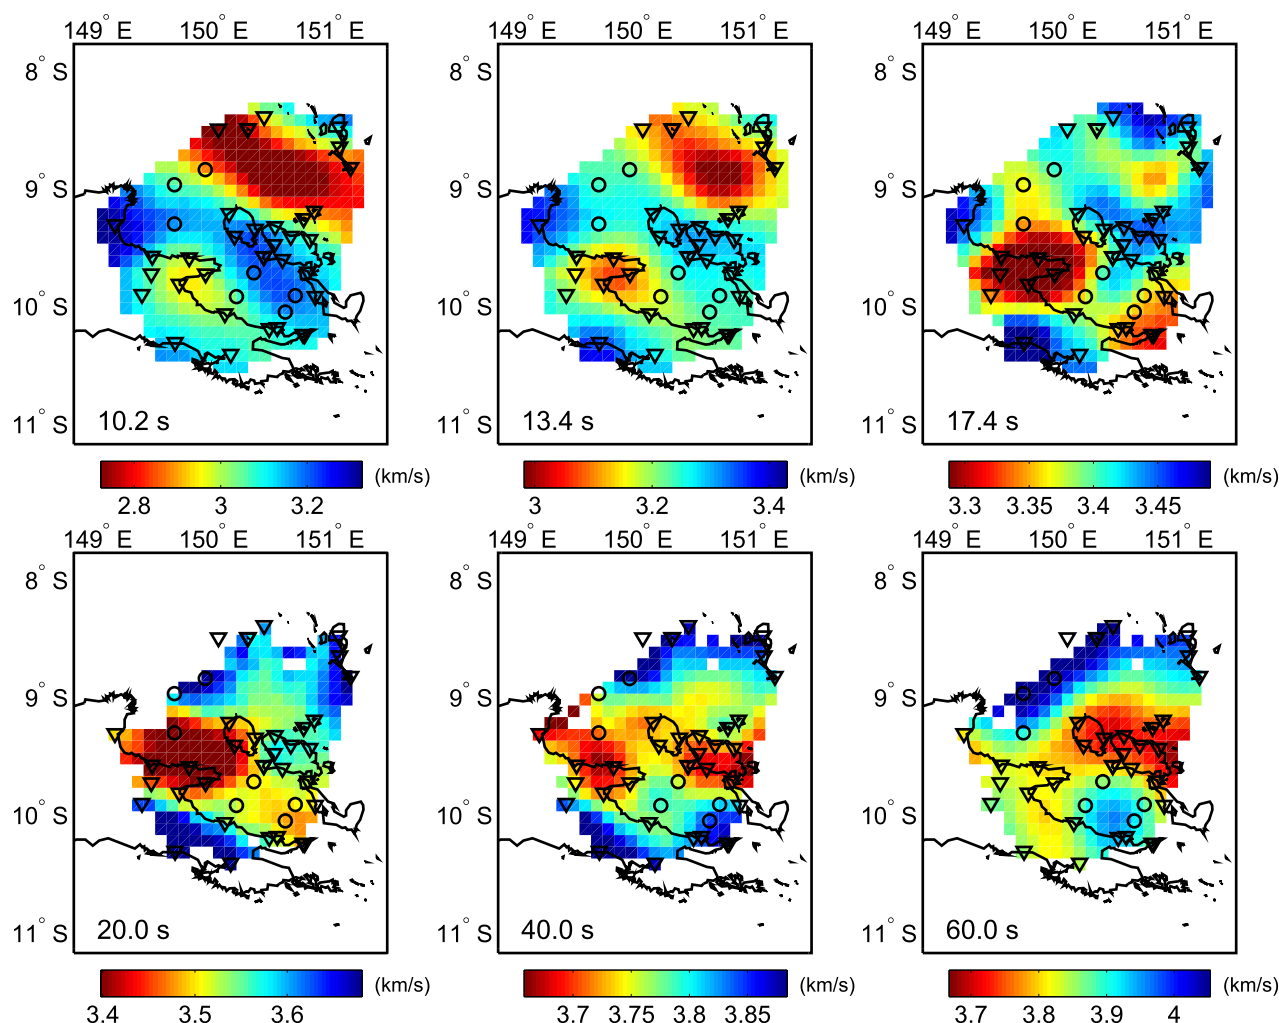 149° E 150° E 151° E 149° E 150° E 151° E 149° E 150° E 151° E
8° S 8° S 8° S
9° S 9° S 9° S
10° S 10° S 10° S
11° S 10.2 s 11° S 13.4 s 11° S 17.4 s
(km/s) (km/s) (km/s)
2.8 3 3.2 3 3.2 3.4 3.3 3.35 3.4 3.45
149° E 150° E 151° E 149° E 150° E 151° E 149° E 150° E 151° E
8° S 8° S 8° S
9° S 9° S 9° S
10° S 10° S 10° S
11° S 20.0 s 11° S 40.0 s 11° S 60.0 s
(km/s) (km/s) (km/s)
3.4 3.5 3.6 3.7 3.75 3.8 3.85 3.7 3.8 3.9 4